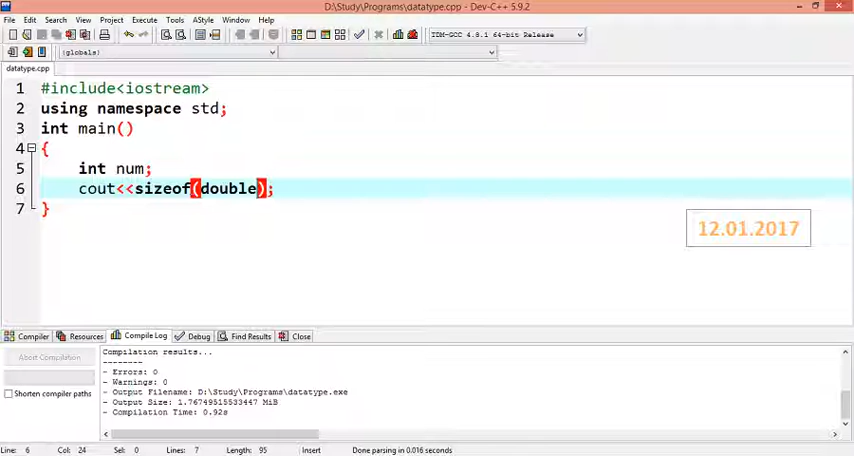 D:\Study\Programs\datatype.cpp - Dev-C++ 5.9.2
File Edit Search View Project Execute Tools AStyle Window Help
TDM-GCC 4.8.1 64-bit Release
(globals)
datatype.cpp
1 #include<iostream>
2 using namespace std;
3 int main()
4 {
5 int num;
6 cout<<sizeof(double);
7 }
12.01.2017
Compiler Resources Compile Log Debug Find Results Close
Abort Compilation
Shorten compiler paths
Compilation results...
--------
- Errors: 0
- Warnings: 0
- Output Filename: D:\Study\Programs\datatype.exe
- Output Size: 1.76749515533447 MiB
- Compilation Time: 0.92s
Line: 6 Col: 24 Sel: 0 Lines: 7 Length: 95 Insert Done parsing in 0.016 seconds